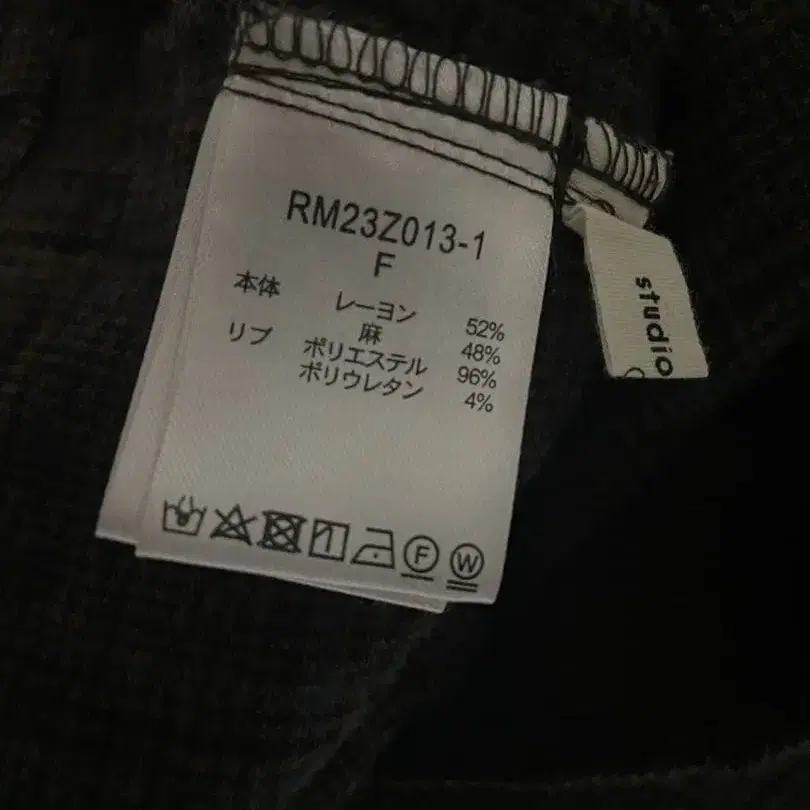 RM23Z013-1
F
本体 レーヨン 52%
麻 48%
リブ ポリエステル 96%
ポリウレタン 4%
F
W
studio